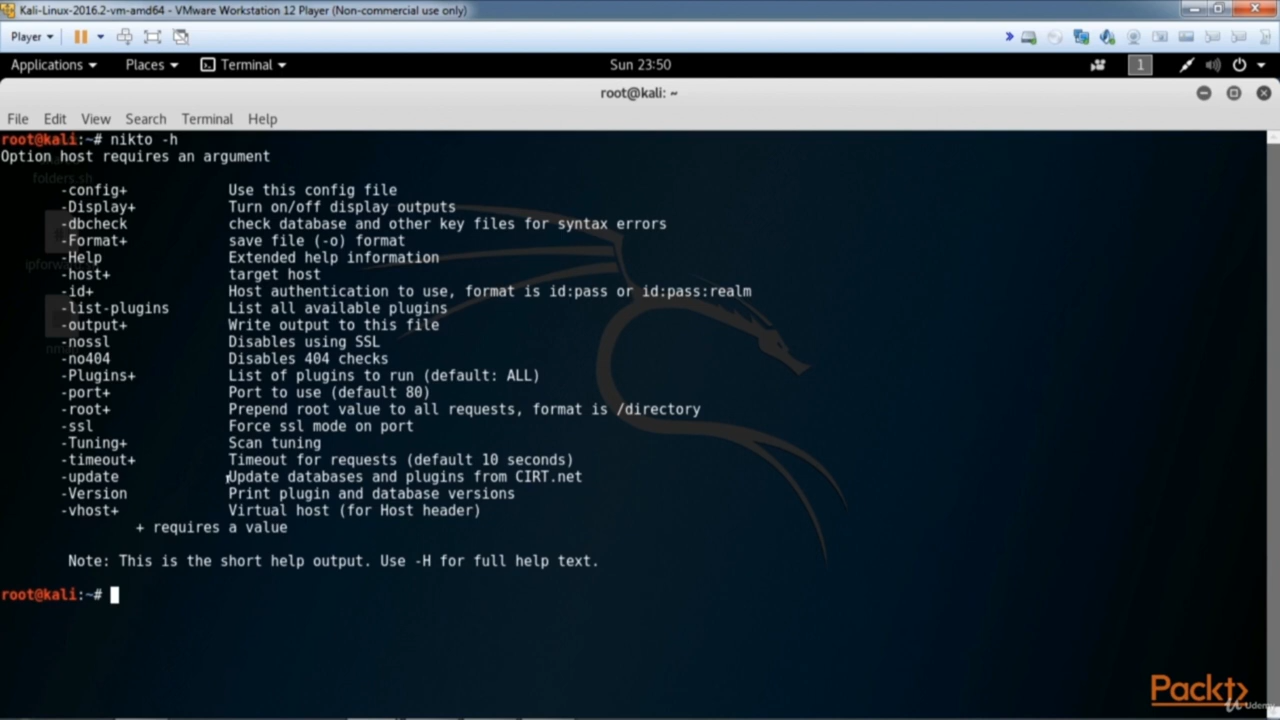 Kali-Linux-2016.2-vm-amd64 - VMware Workstation 12 Player (Non-commercial use only)
Player
Applications Places Terminal Sun 23:50 1
root@kali: ~
File Edit View Search Terminal Help
root@kali:~# nikto -h
Option host requires an argument
folders.sh
-config+ Use this config file
-Display+ Turn on/off display outputs
-dbcheck check database and other key files for syntax errors
-Format+ save file (-o) format
-Help Extended help information
-host+ target host
-id+ Host authentication to use, format is id:pass or id:pass:realm
-list-plugins List all available plugins
-output+ Write output to this file
-nossl Disables using SSL
-no404 Disables 404 checks
-Plugins+ List of plugins to run (default: ALL)
-port+ Port to use (default 80)
-root+ Prepend root value to all requests, format is /directory
-ssl Force ssl mode on port
-Tuning+ Scan tuning
-timeout+ Timeout for requests (default 10 seconds)
-update Update databases and plugins from CIRT.net
-Version Print plugin and database versions
-vhost+ Virtual host (for Host header)
+ requires a value
Note: This is the short help output. Use -H for full help text.
root@kali:~#
Packt
Udemy